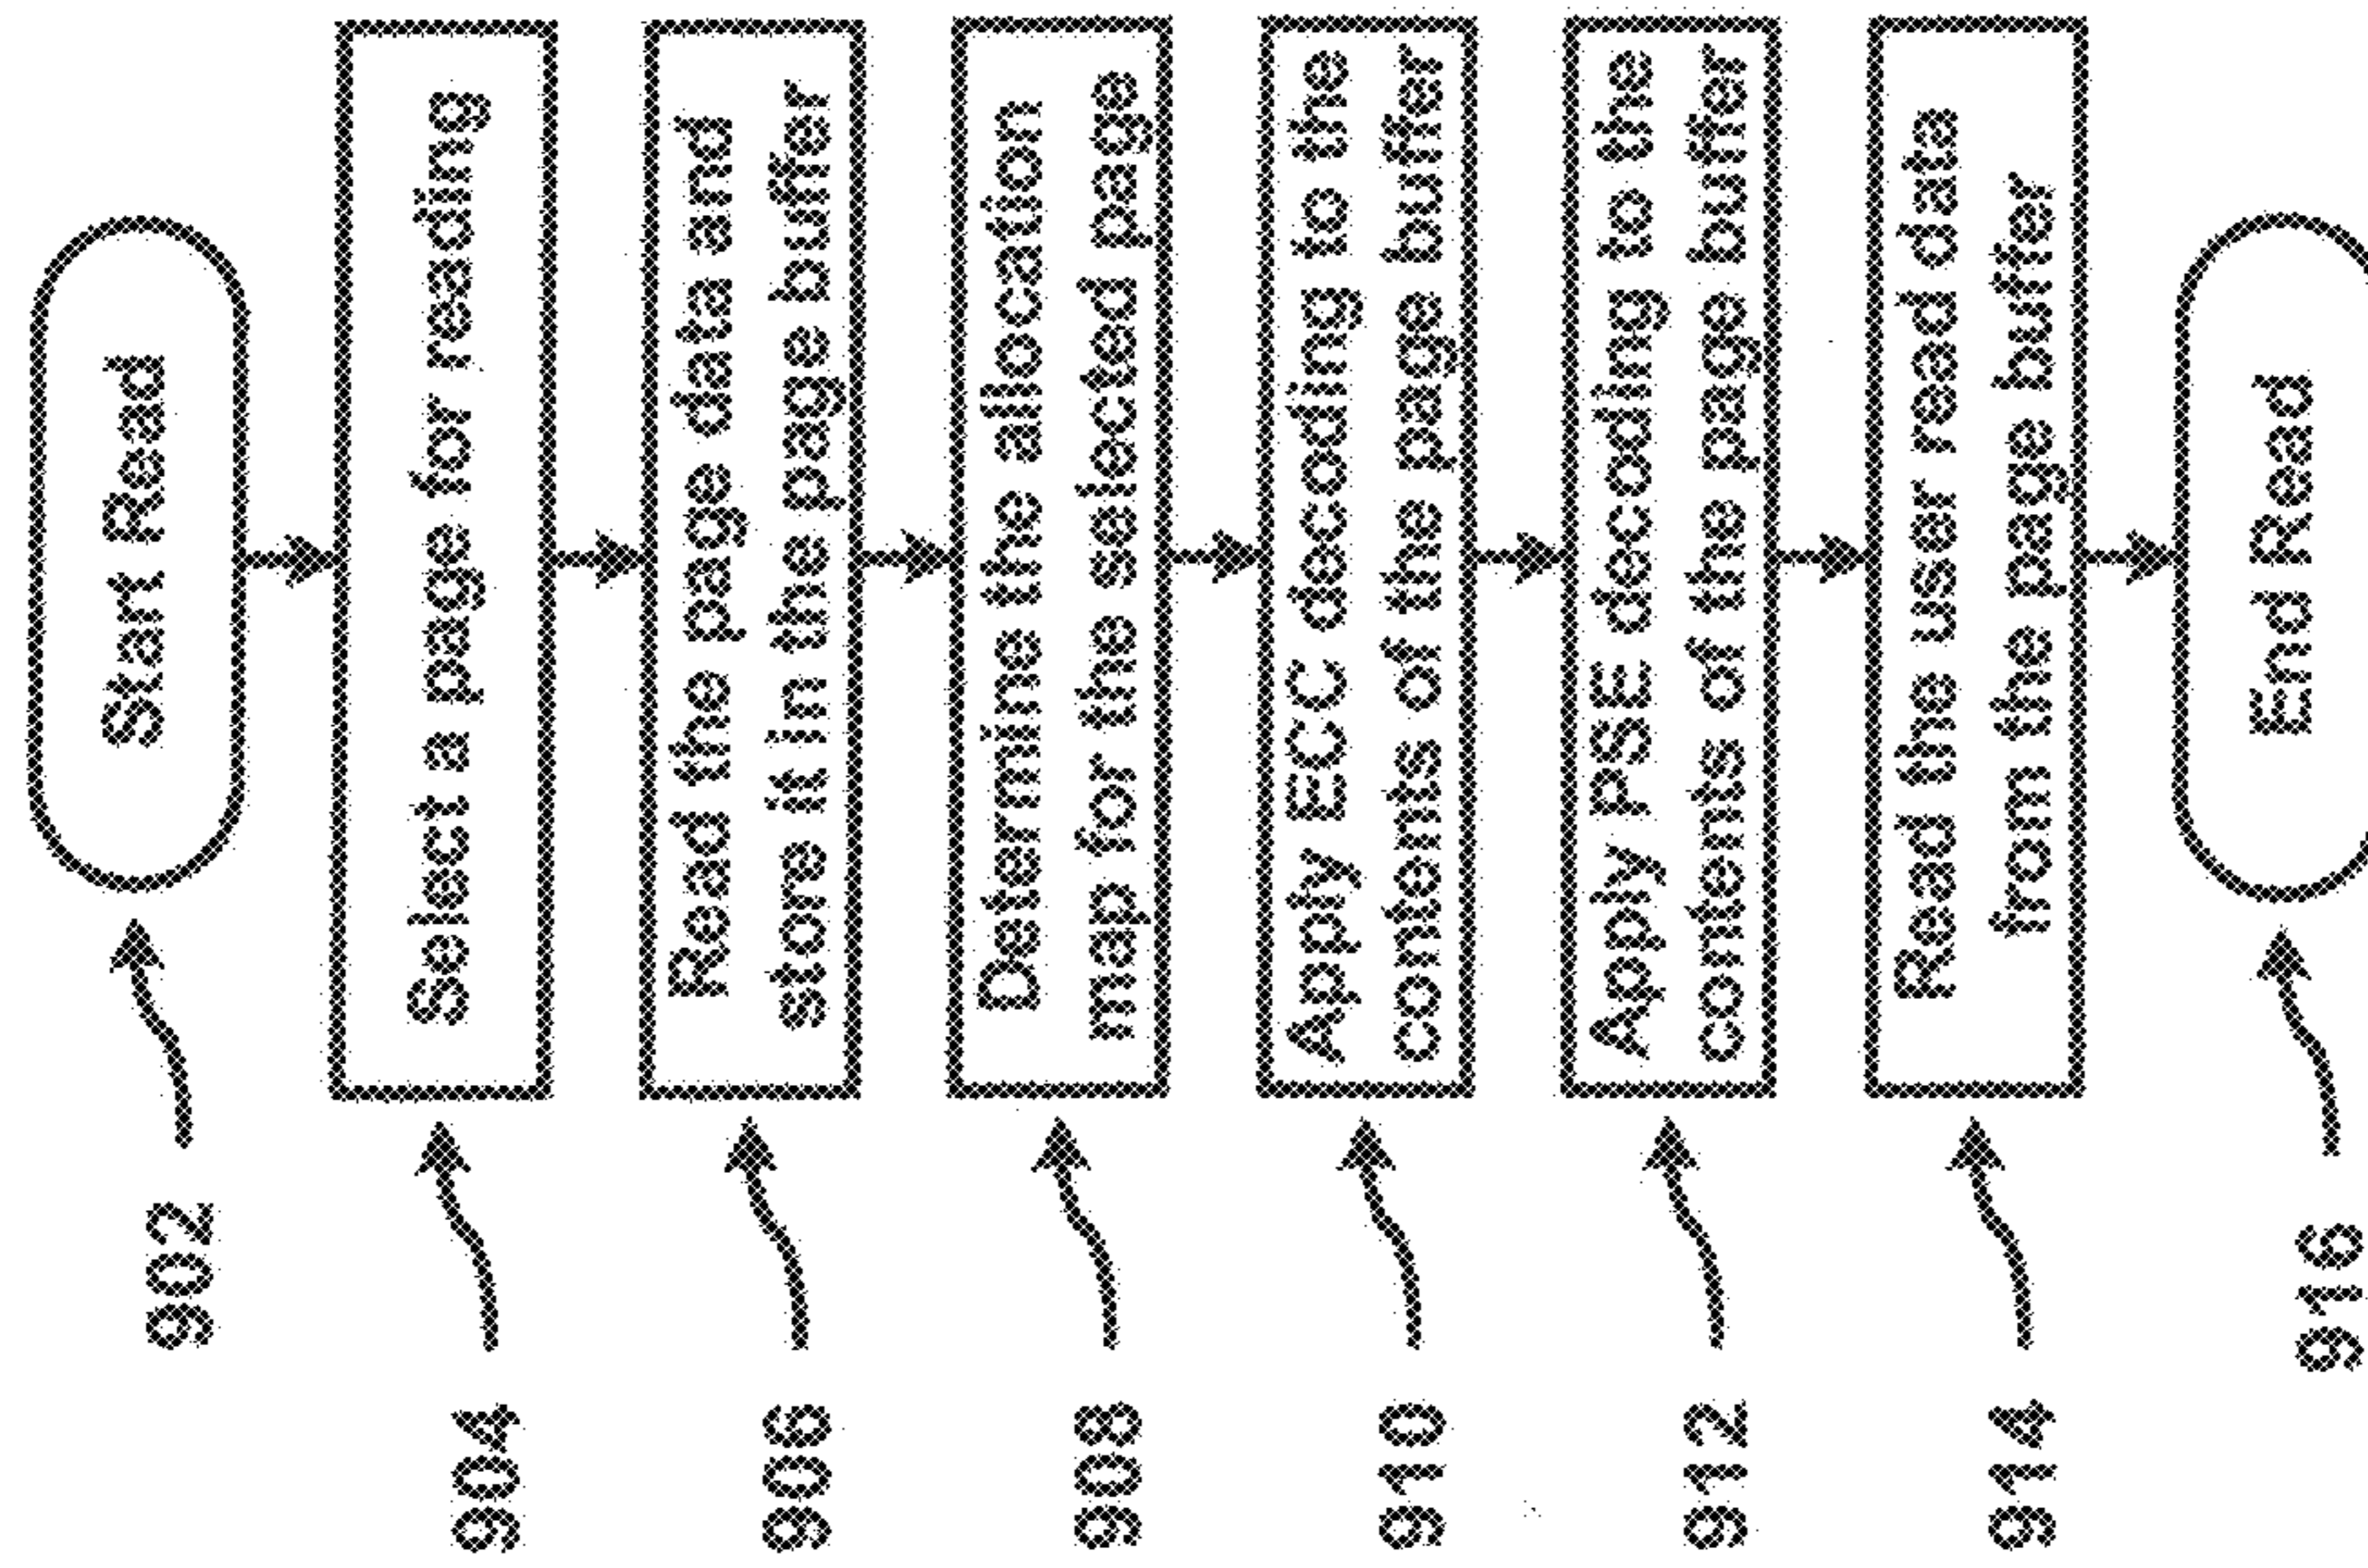 902
Start Read
904
Select a page for reading
906
Read the page data and
store it in the page buffer
908
Determine the allocation
map for the selected page
910
Apply ECC decoding to the
contents of the page buffer
912
Apply PSE decoding to the
contents of the page buffer
914
Read the user read data
from the page buffer
916
End Read